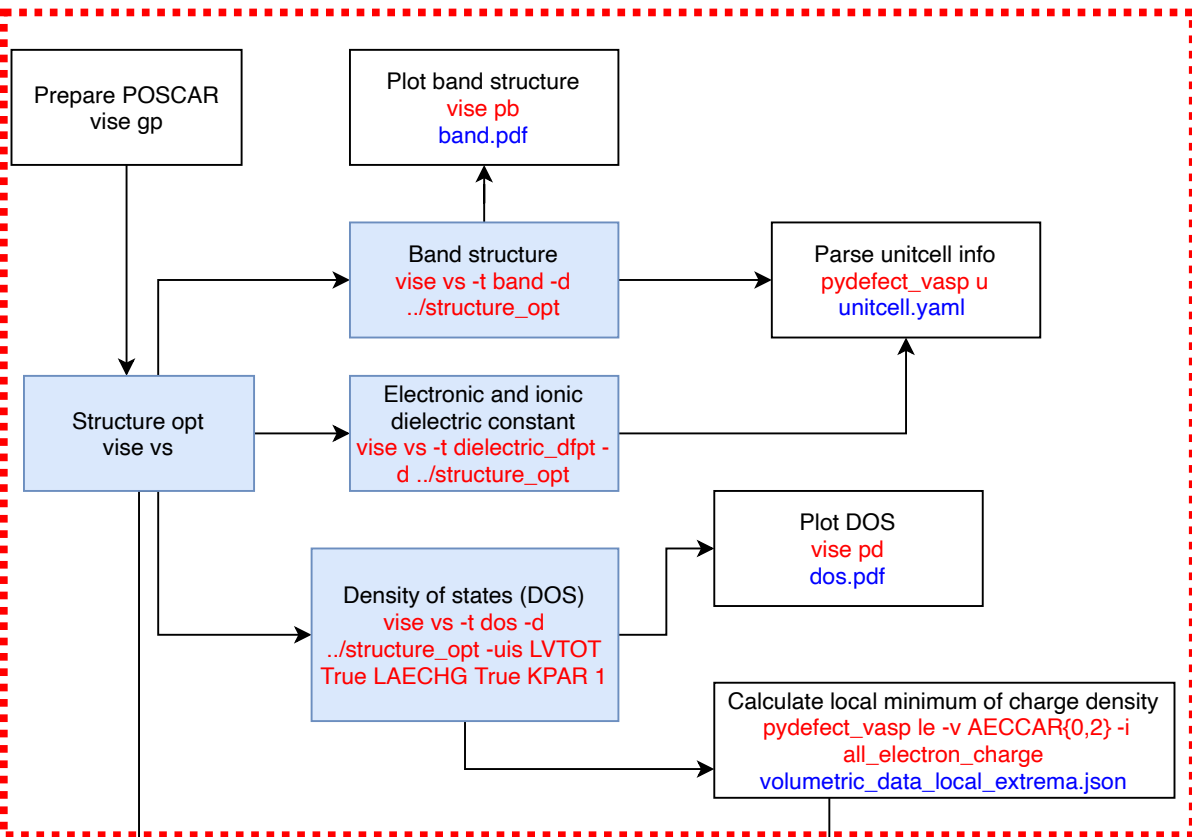 Prepare POSCAR
vise gp
Plot band structure
vise pb
band.pdf
Band structure
vise vs -t band -d
../structure_opt
Parse unitcell info
pydefect_vasp u
unitcell.yaml
Structure opt
vise vs
Electronic and ionic
dielectric constant
vise vs -t dielectric_dfpt -
d ../structure_opt
Plot DOS
vise pd
dos.pdf
Density of states (DOS)
vise vs -t dos -d
../structure_opt -uis LVTOT
True LAECHG True KPAR 1
Calculate local minimum of charge density
pydefect_vasp le -v AECCAR{0,2} -i
all_electron_charge
volumetric_data_local_extrema.json